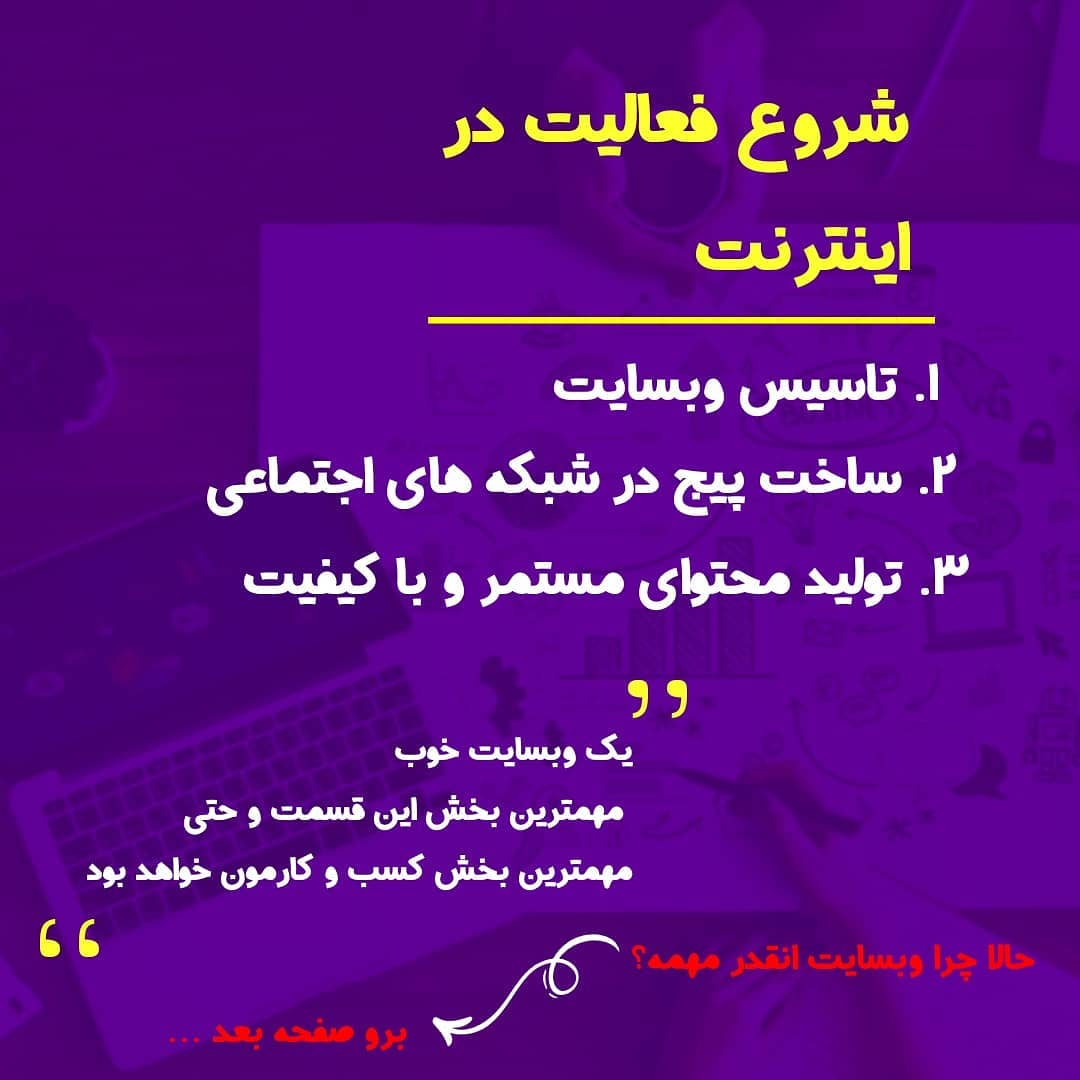 شروع فعالیت در
اینترنت
۱. تاسیس وبسایت
۲. ساخت پیج در شبکه های اجتماعی
۳. تولید محتوای مستمر و با کیفیت
یک وبسایت خوب
مهمترین بخش این قسمت و حتی
مهمترین بخش کسب و کارمون خواهد بود
حالا چرا وبسایت انقدر مهمه؟
برو صفحه بعد ...